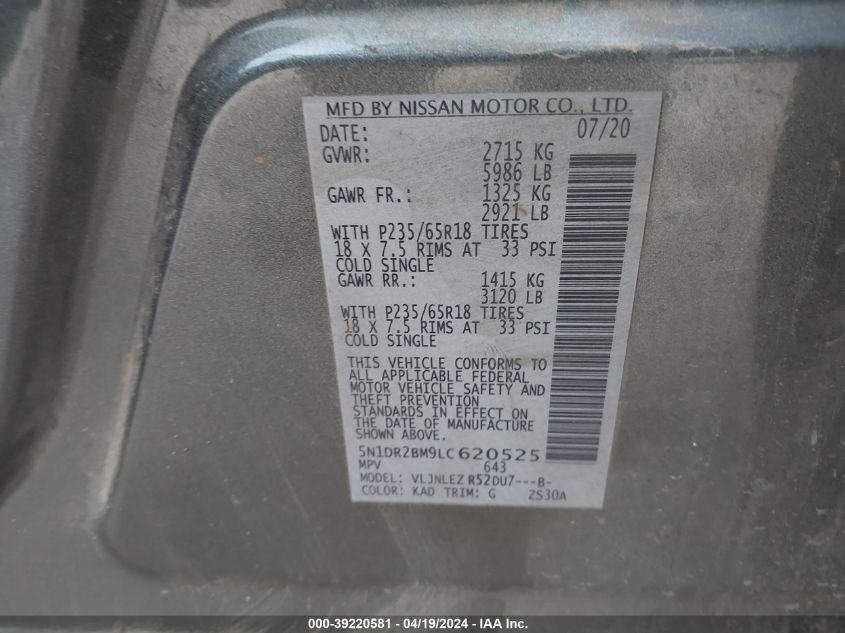 MFD BY NISSAN MOTOR CO., LTD.
DATE: 07/20
GVWR: 2715 KG
5986 LB
GAWR FR.: 1325 KG
2921 LB
WITH P235/65R18 TIRES
18 X 7.5 RIMS AT 33 PSI
COLD SINGLE
GAWR RR.: 1415 KG
3120 LB
WITH P235/65R18 TIRES
18 X 7.5 RIMS AT 33 PSI
COLD SINGLE
THIS VEHICLE CONFORMS TO
ALL APPLICABLE FEDERAL
MOTOR VEHICLE SAFETY AND
THEFT PREVENTION
STANDARDS IN EFFECT ON
THE DATE OF MANUFACTURE
SHOWN ABOVE.
5N1DR2BM9LC620525
MPV 643
MODEL: VLJNLEZ R52DU7---B-
COLOR: KAD TRIM: G 2S30A
000-39220581 - 04/19/2024 - IAA Inc.